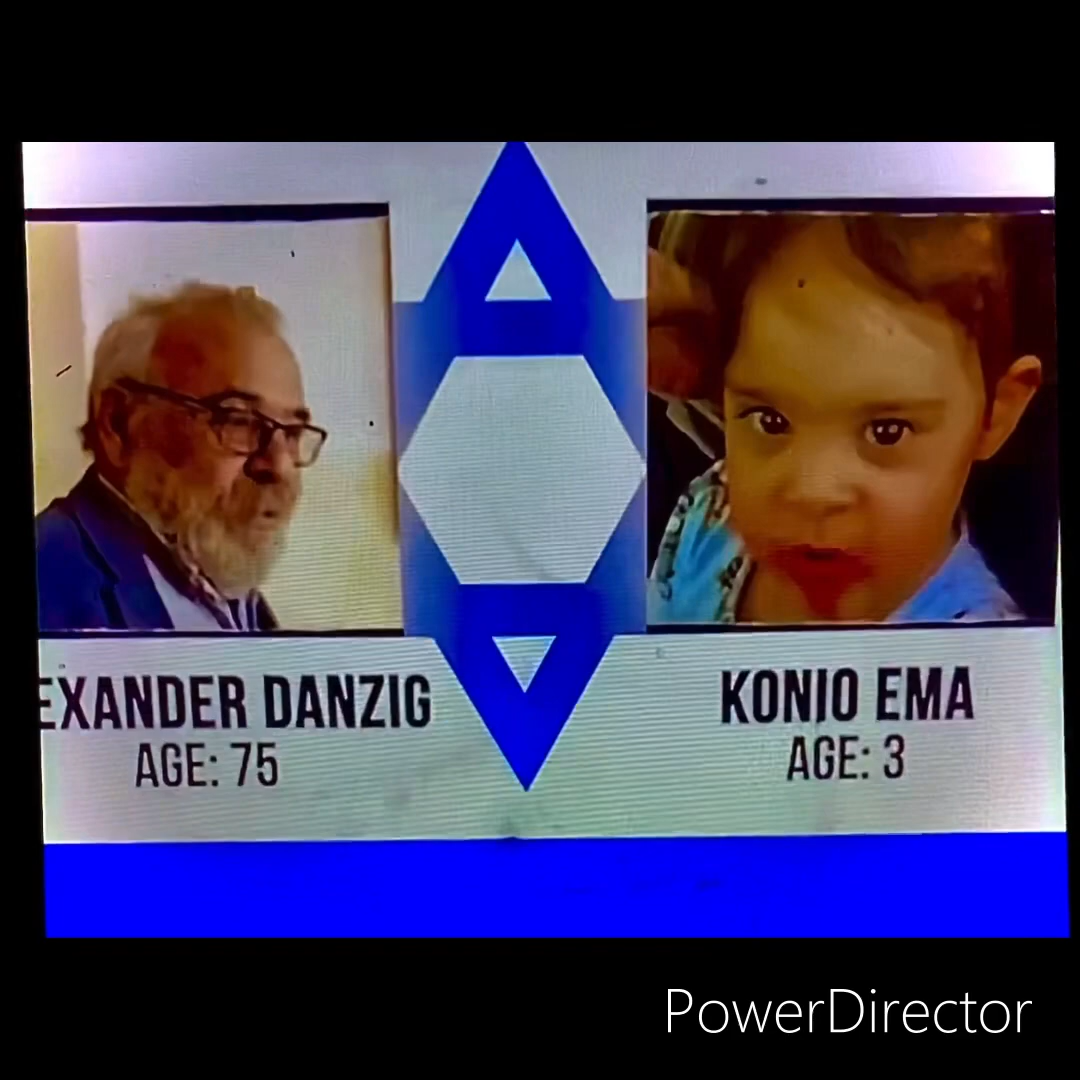 EXANDER DANZIG
AGE: 75
KONIO EMA
AGE: 3
PowerDirector